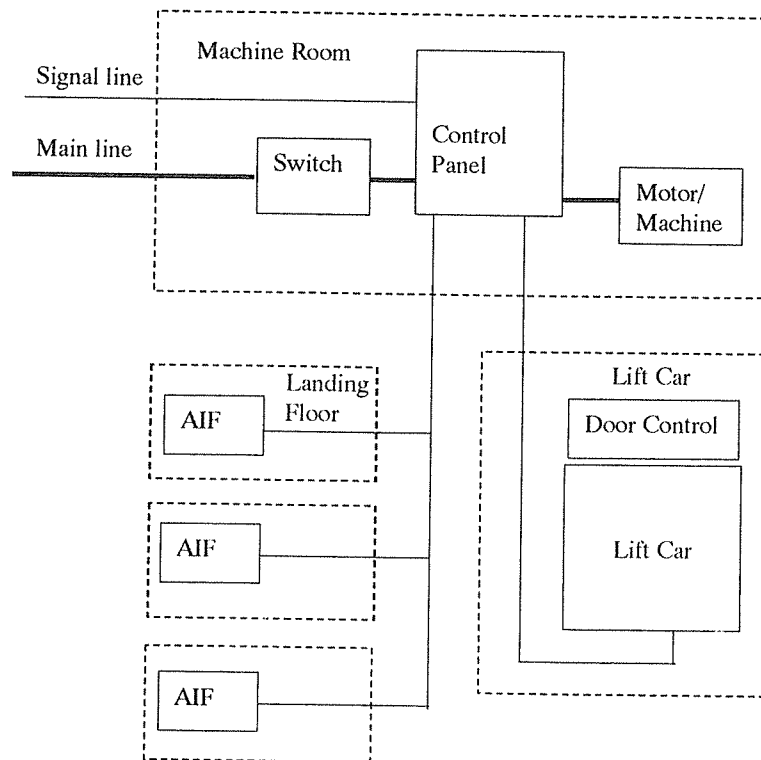 Machine Room
Signal line
Main line
Switch
Control
Panel
Motor/
Machine
Landing
Floor
AIF
AIF
AIF
Lift Car
Door Control
Lift Car